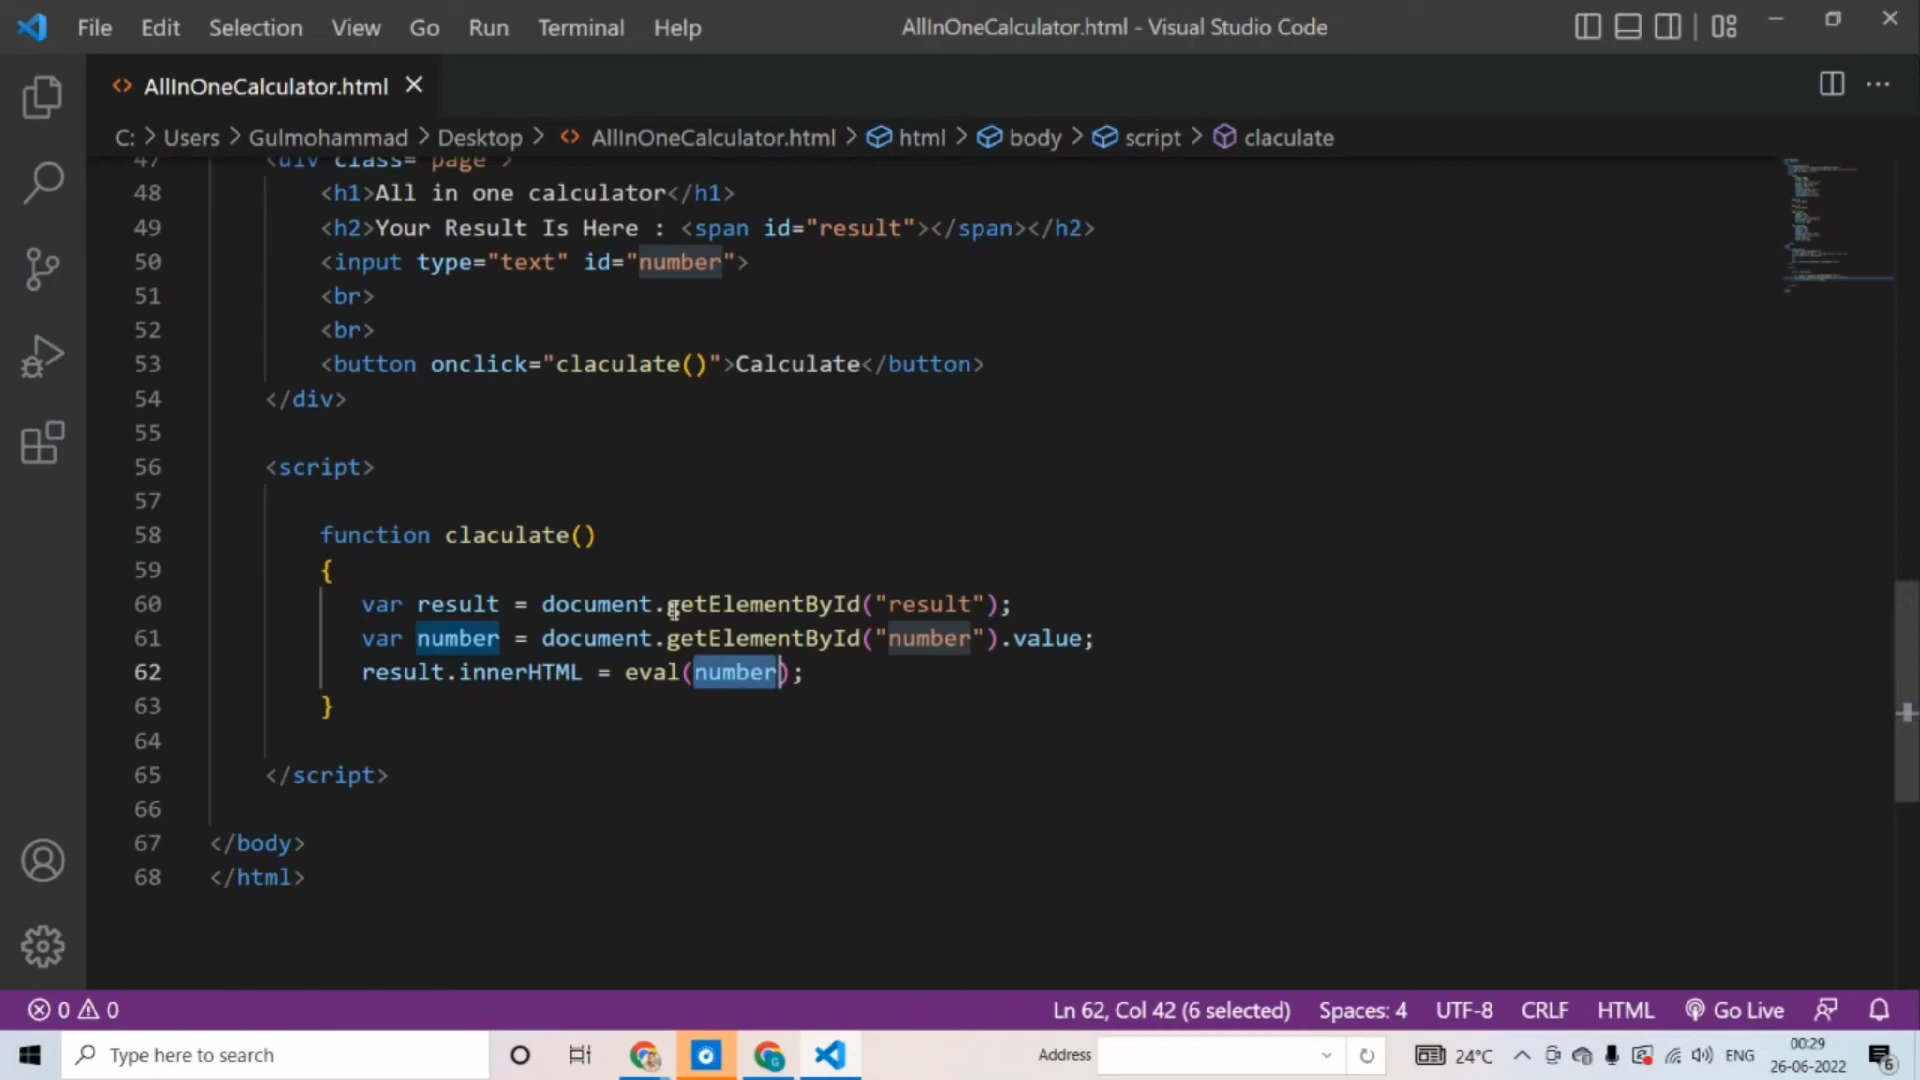 File Edit Selection View Go Run Terminal Help AllInOneCalculator.html - Visual Studio Code
AllInOneCalculator.html
C: > Users > Gulmohammad > Desktop > AllInOneCalculator.html > html > body > script > claculate
47 <div class="page">
48 <h1>All in one calculator</h1>
49 <h2>Your Result Is Here : <span id="result"></span></h2>
50 <input type="text" id="number">
51 <br>
52 <br>
53 <button onclick="claculate()">Calculate</button>
54 </div>
55
56 <script>
57
58 function claculate()
59 {
60 var result = document.getElementById("result");
61 var number = document.getElementById("number").value;
62 result.innerHTML = eval(number);
63 }
64
65 </script>
66
67 </body>
68 </html>
0 0 Ln 62, Col 42 (6 selected) Spaces: 4 UTF-8 CRLF HTML Go Live
Type here to search Address 24°C ENG 00:29
26-06-2022 6